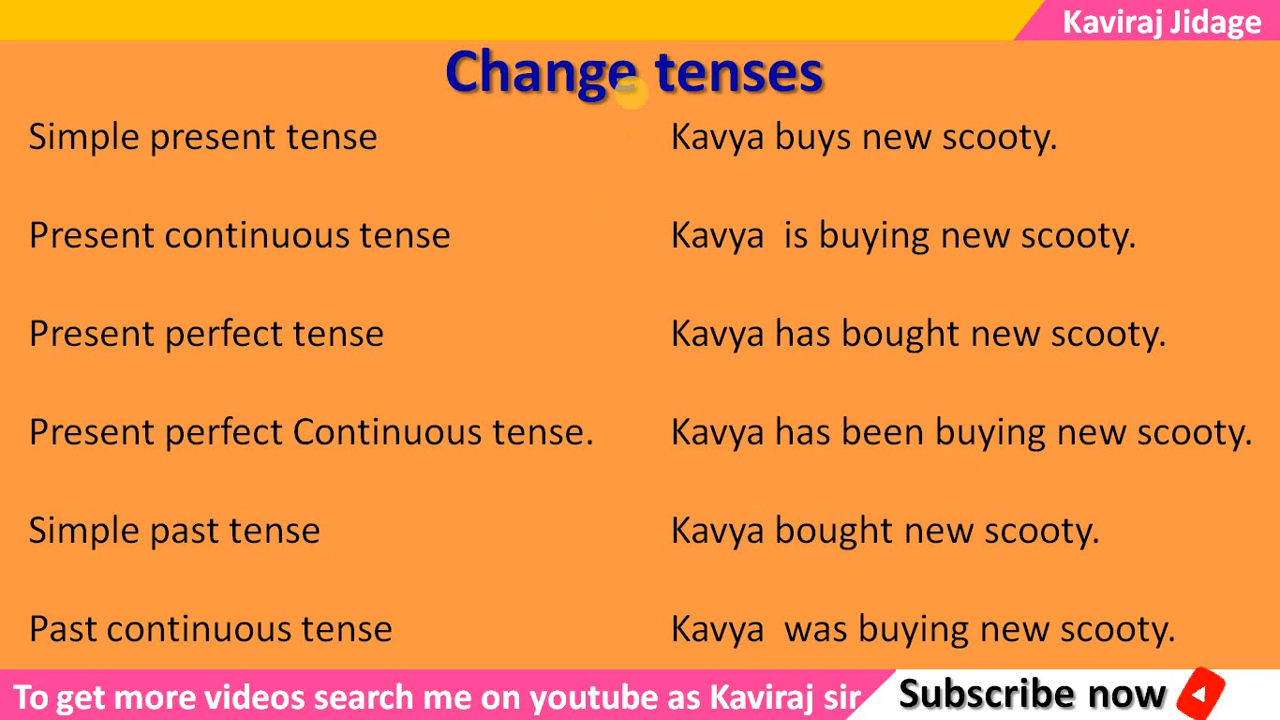 Kaviraj Jidage
Change tenses
Simple present tense Kavya buys new scooty.
Present continuous tense Kavya is buying new scooty.
Present perfect tense Kavya has bought new scooty.
Present perfect Continuous tense. Kavya has been buying new scooty.
Simple past tense Kavya bought new scooty.
Past continuous tense Kavya was buying new scooty.
To get more videos search me on youtube as Kaviraj sir Subscribe now